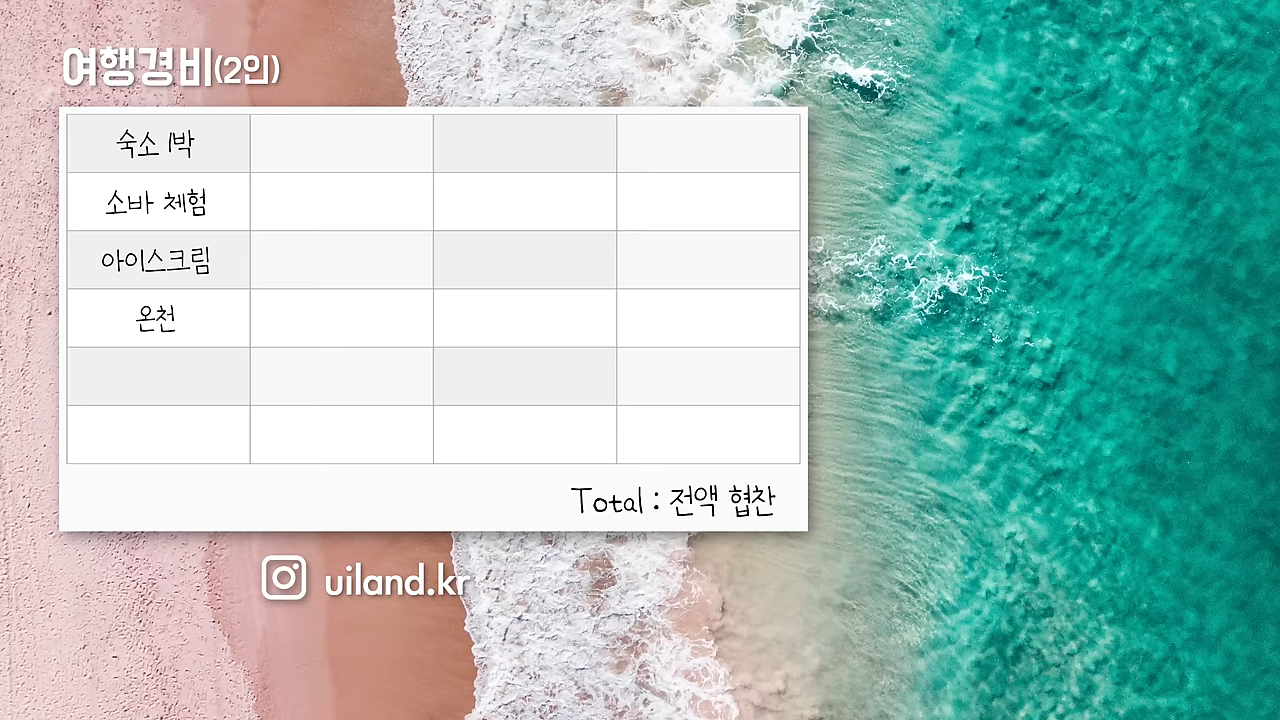 여행경비(2인)
숙소 1박
소바 체험
아이스크림
온천
Total : 전액 협찬
uiland.kr